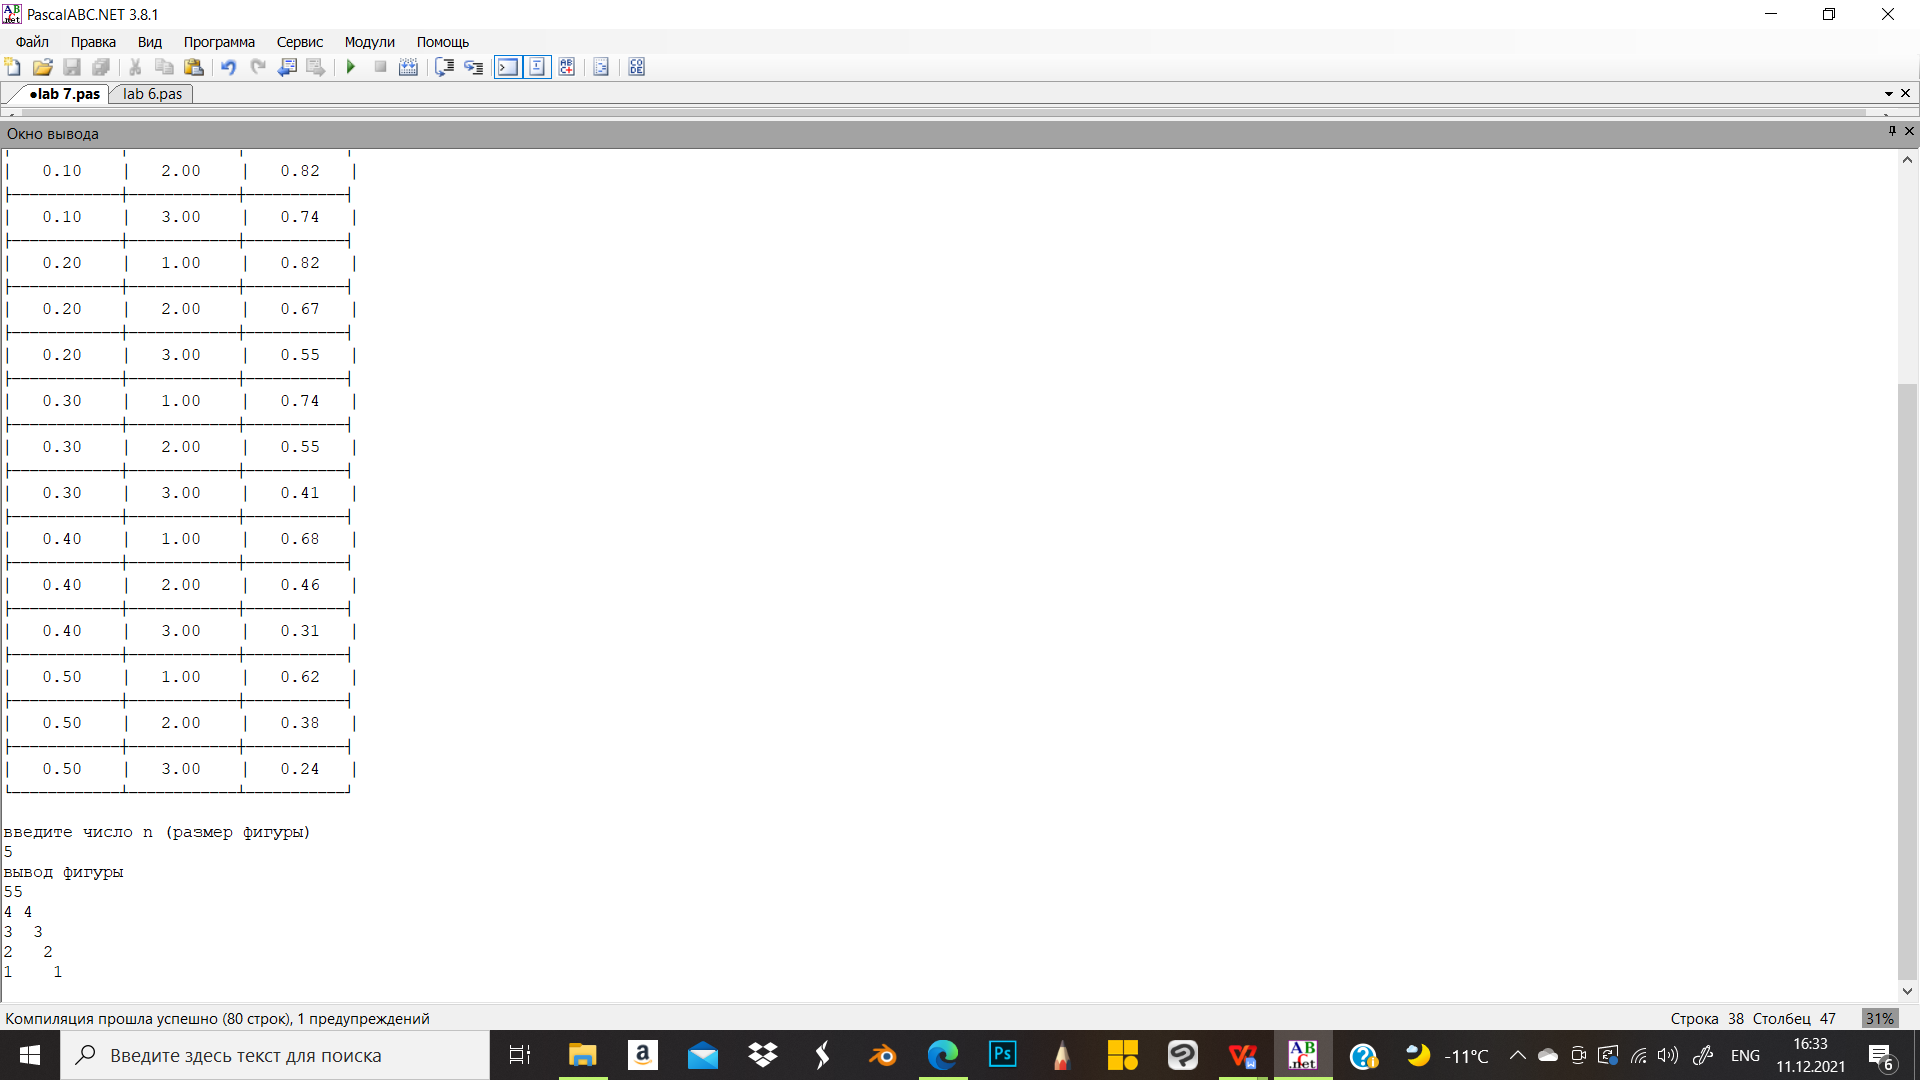 PascalABC.NET 3.8.1
Файл Правка Вид Программа Сервис Модули Помощь
●lab 7.pas lab 6.pas
Окно вывода
| 0.10 | 2.00 | 0.82 |
| 0.10 | 3.00 | 0.74 |
| 0.20 | 1.00 | 0.82 |
| 0.20 | 2.00 | 0.67 |
| 0.20 | 3.00 | 0.55 |
| 0.30 | 1.00 | 0.74 |
| 0.30 | 2.00 | 0.55 |
| 0.30 | 3.00 | 0.41 |
| 0.40 | 1.00 | 0.68 |
| 0.40 | 2.00 | 0.46 |
| 0.40 | 3.00 | 0.31 |
| 0.50 | 1.00 | 0.62 |
| 0.50 | 2.00 | 0.38 |
| 0.50 | 3.00 | 0.24 |
введите число n (размер фигуры)
5
вывод фигуры
55
4 4
3  3
2   2
1    1
Компиляция прошла успешно (80 строк), 1 предупреждений
Строка 38 Столбец 47 31%
Введите здесь текст для поиска
-11°C
ENG
16:33
11.12.2021
6